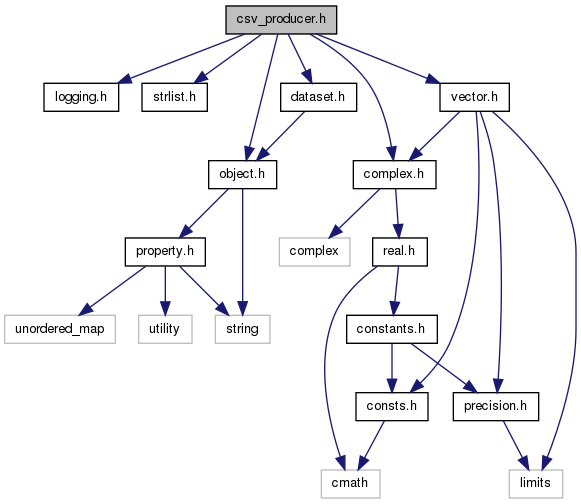 csv_producer.h
logging.h
strlist.h
dataset.h
vector.h
object.h
complex.h
property.h
complex
real.h
unordered_map
utility
string
constants.h
consts.h
precision.h
cmath
limits